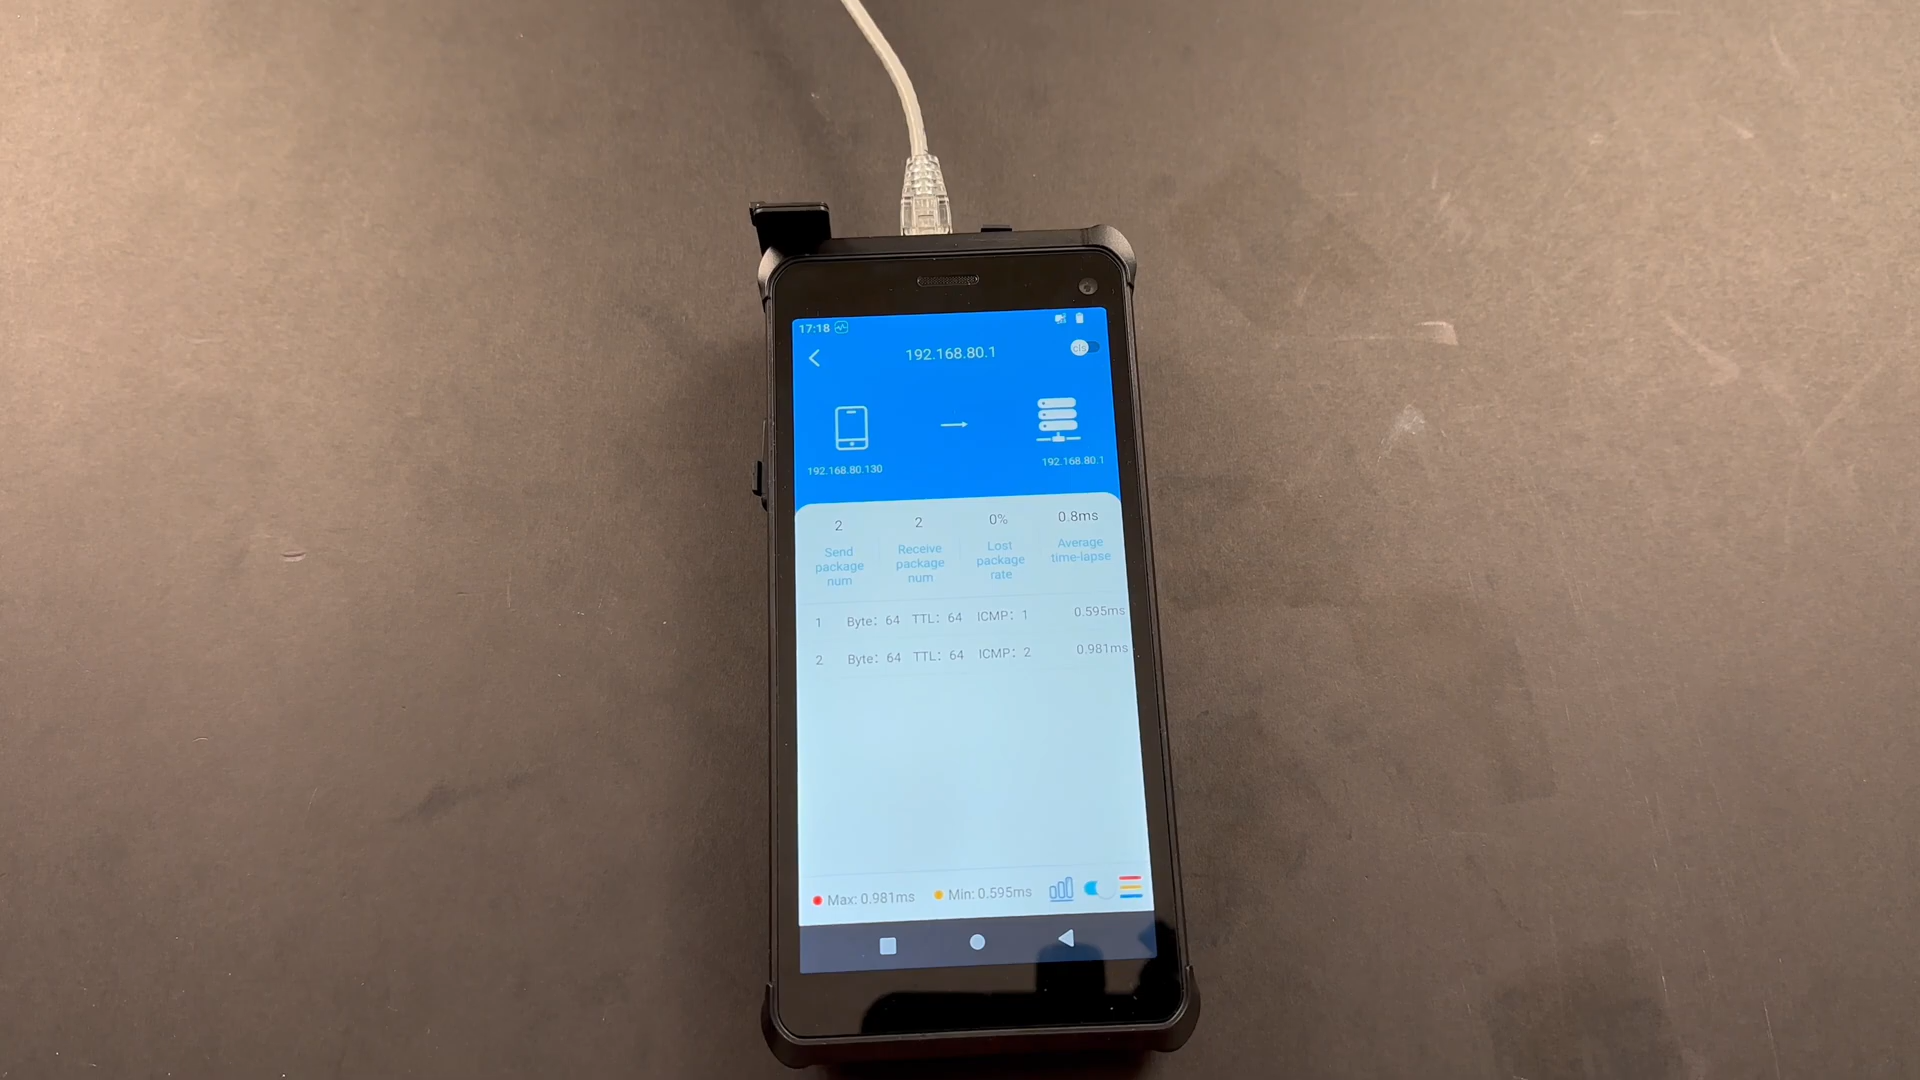 17:18
192.168.80.1
cls
192.168.80.130
192.168.80.1
2 2 0% 0.8ms
Send package num
Receive package num
Lost package rate
Average time-lapse
1 Byte: 64 TTL: 64 ICMP: 1 0.595ms
2 Byte: 64 TTL: 64 ICMP: 2 0.981ms
Max: 0.981ms Min: 0.595ms